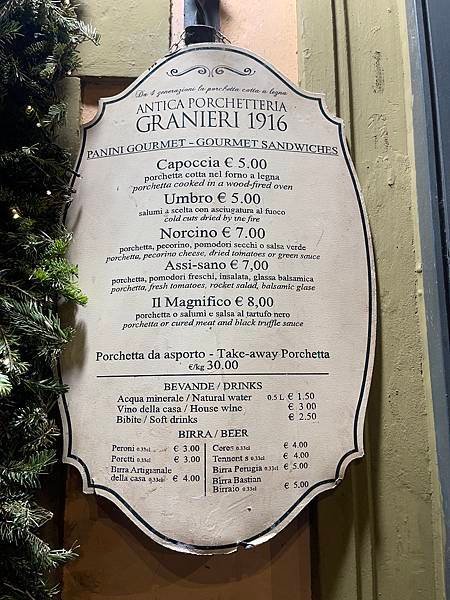 Da 4 generazioni la porchetta cotta a legna
ANTICA PORCHETTERIA
GRANIERI 1916
PANINI GOURMET - GOURMET SANDWICHES
Capoccia € 5.00
porchetta cotta nel forno a legna
porchetta cooked in a wood-fired oven
Umbro € 5.00
salumi a scelta con asciugatura al fuoco
cold cuts dried by the fire
Norcino € 7.00
porchetta, pecorino, pomodori secchi o salsa verde
porchetta, pecorino cheese, dried tomatoes or green sauce
Assi-sano € 7,00
porchetta, pomodori freschi, insalata, glassa balsamica
porchetta, fresh tomatoes, rocket salad, balsamic glase
Il Magnifico € 8,00
porchetta o salumi e salsa al tartufo nero
porchetta or cured meat and black truffle sauce
Porchetta da asporto - Take-away Porchetta
€/kg 30.00
BEVANDE / DRINKS
Acqua minerale / Natural water 0.5 L € 1.50
Vino della casa / House wine € 3 00
Bibite / Soft drinks € 2.50
BIRRA / BEER
Peroni 0.33cl € 3.00
Poretti 0.33cl € 3.00
Birra Artigianale
della casa 0.33cl € 4.00
Ceres 0.33cl € 4.00
Tennent s 0.33cl € 4.00
Birra Perugia 0.33cl € 5.00
Birra Bastian
Birraio 0.33cl € 5.00